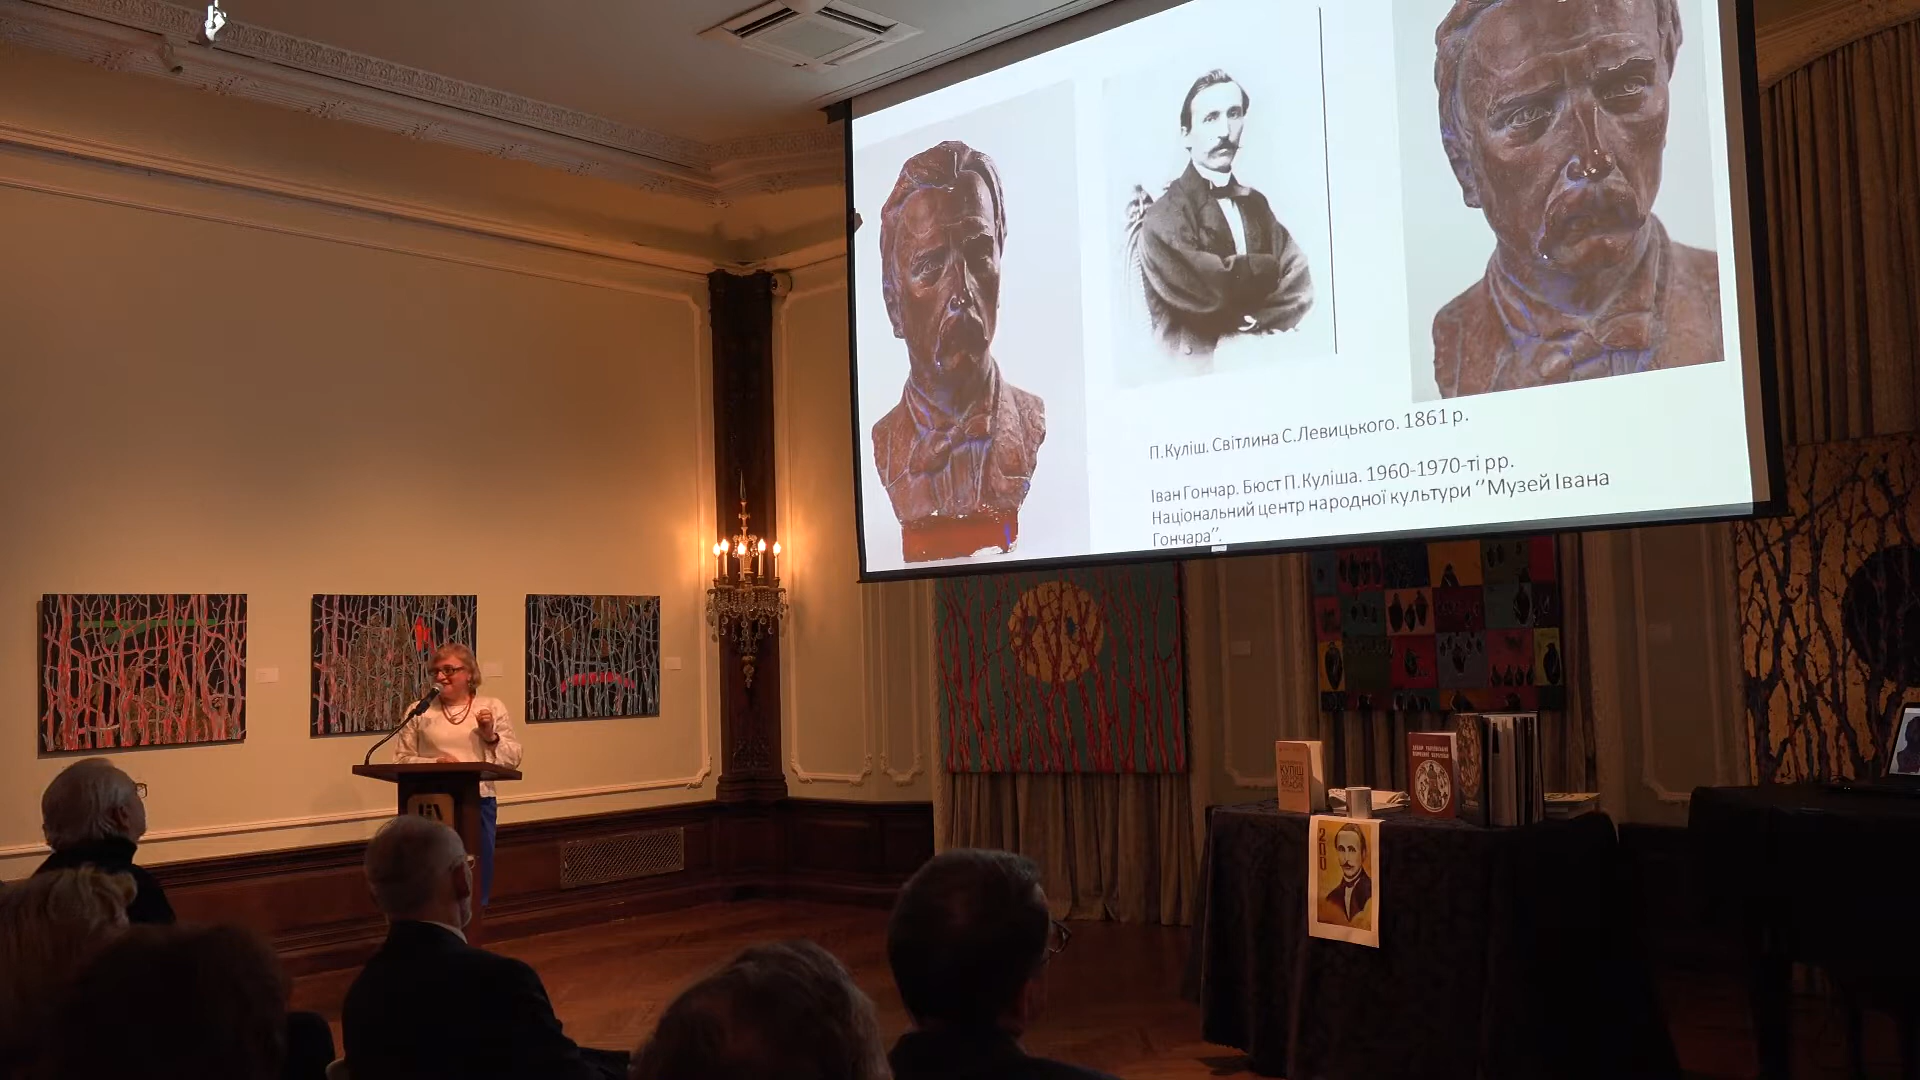 П.Куліш. Світлина С.Левицького. 1861 р.
Іван Гончар. Бюст П.Куліша. 1960-1970-ті рр.
Національний центр народної культури ‘’Музей Івана
Гончара’’.
КУЛІШ
200